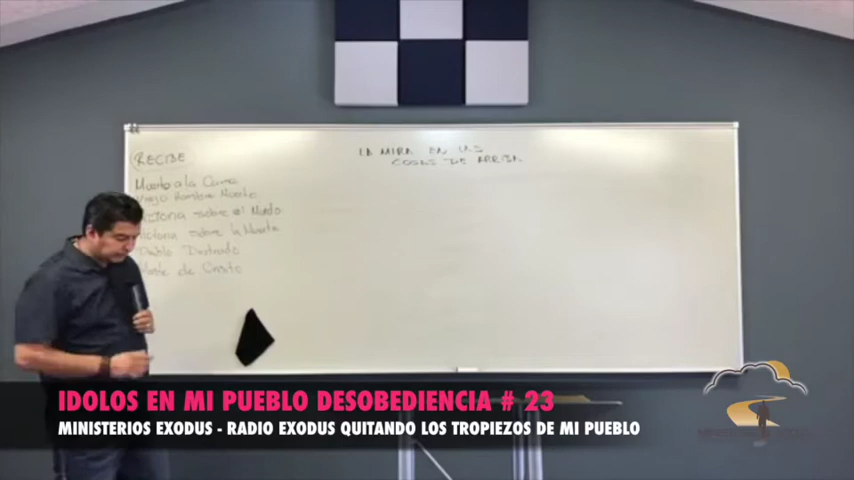 RECIBE
LA MIRA EN LAS
COSAS DE ARRIBA
Muerto a la Carne
Viejo Hombre Muerto
Victoria sobre el Mundo
Victoria sobre la Muerte
Diablo
de Cristo
IDOLOS EN MI PUEBLO DESOBEDIENCIA # 23
MINISTERIOS EXODUS - RADIO EXODUS QUITANDO LOS TROPIEZOS DE MI PUEBLO